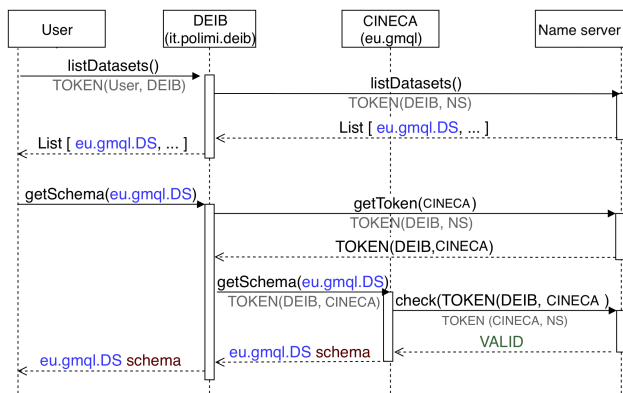 User
DEIB
(it.polimi.deib)
CINECA
(eu.gmql)
Name server
listDatasets()
TOKEN(User, DEIB)
listDatasets()
TOKEN(DEIB, NS)
List [ eu.gmql.DS, ... ]
List [ eu.gmql.DS, ... ]
getSchema(eu.gmql.DS)
getToken(CINECA)
TOKEN(DEIB, NS)
TOKEN(DEIB,CINECA)
getSchema(eu.gmql.DS)
TOKEN(DEIB, CINECA)
check(TOKEN(DEIB, CINECA )
TOKEN (CINECA, NS)
VALID
eu.gmql.DS schema
eu.gmql.DS schema